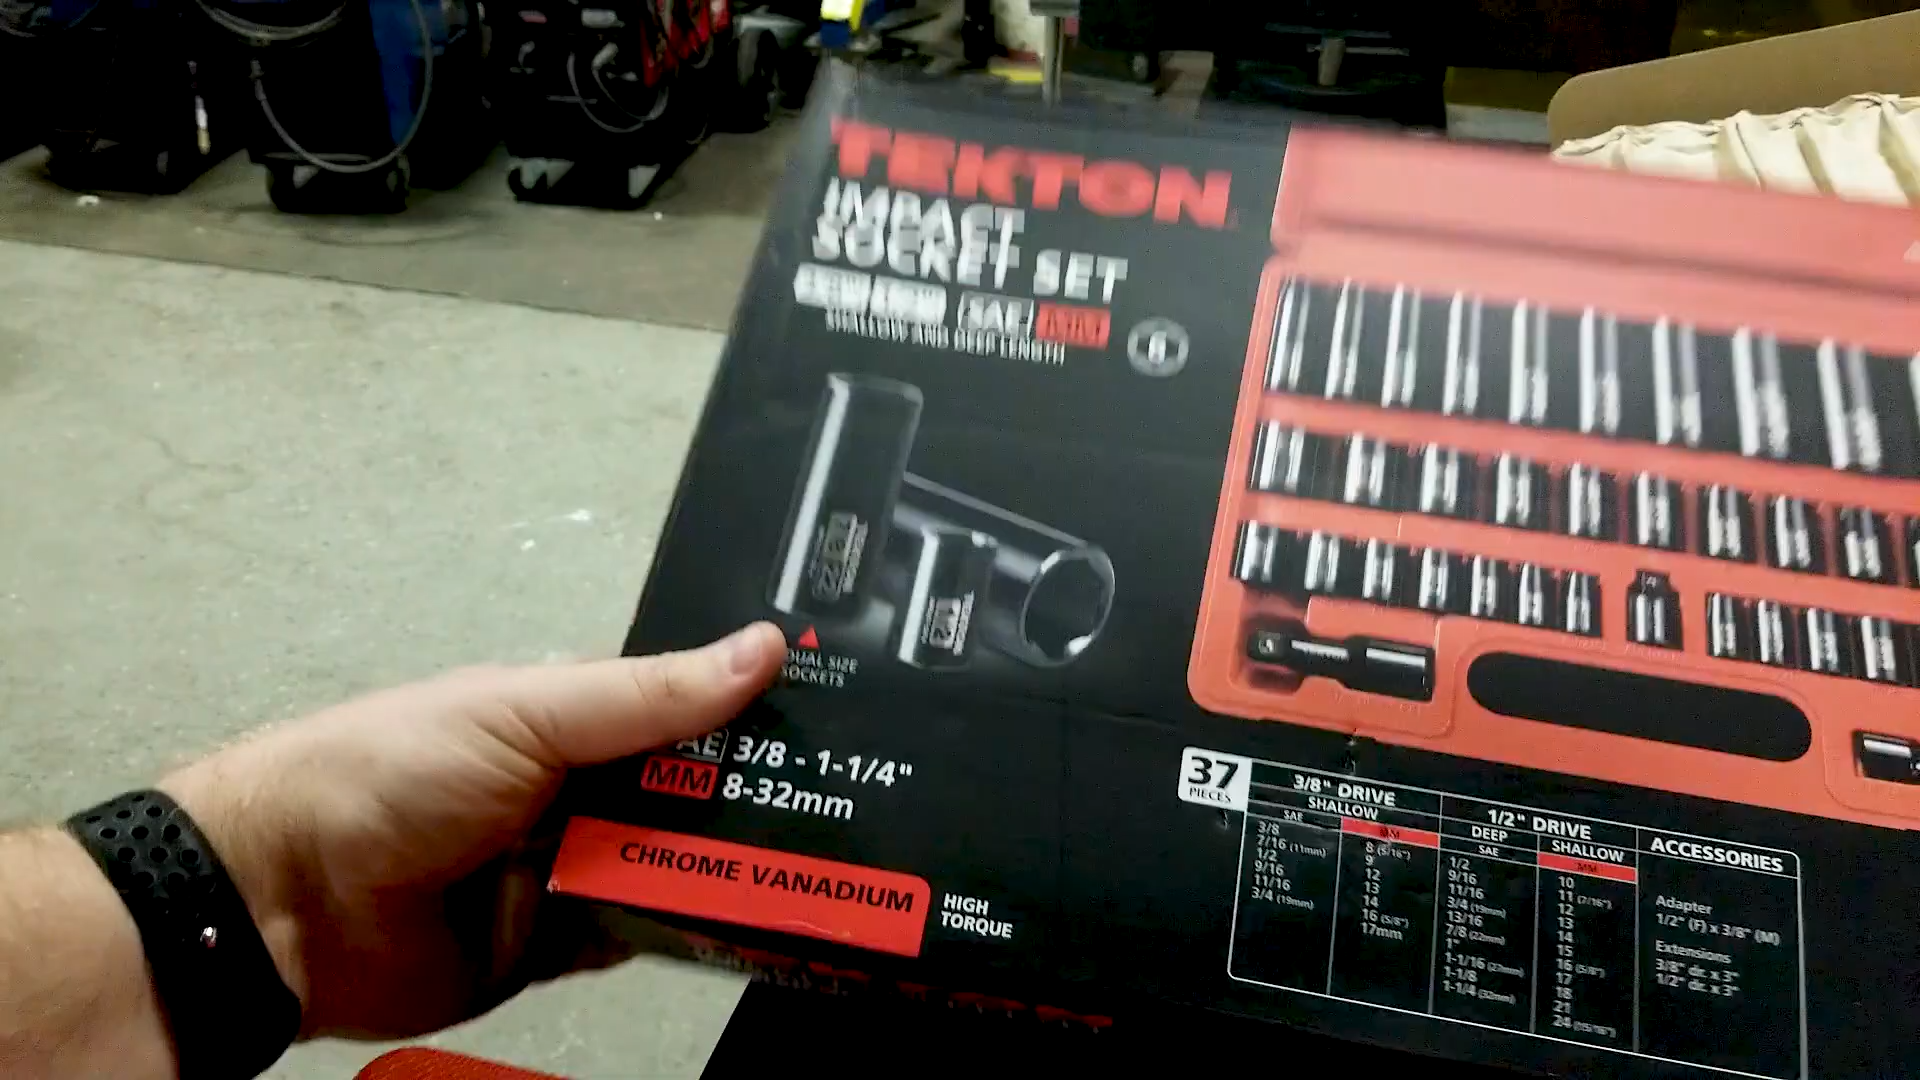 TEKTON
IMPACT
SOCKET SET
SAE MM
SHALLOW AND DEEP LENGTH
6
DUAL SIZE
SOCKETS
AE 3/8 - 1-1/4"
MM 8-32mm
CHROME VANADIUM
HIGH
TORQUE
37
PIECES
3/8" DRIVE
SHALLOW
SAE
3/8
7/16 (11mm)
1/2
9/16
11/16
3/4 (19mm)
MM
8 (5/16")
9
12
13
14
16 (5/8")
17mm
1/2" DRIVE
DEEP
SAE
1/2
9/16
11/16
3/4 (19mm)
13/16
7/8 (22mm)
1"
1-1/16 (27mm)
1-1/8
1-1/4 (32mm)
SHALLOW
MM
10
11 (7/16")
12
13
14
15
16 (5/8")
17
18
21
24 (15/16")
ACCESSORIES
Adapter
1/2" (F) x 3/8" (M)
Extensions
3/8" dr. x 3"
1/2" dr. x 3"